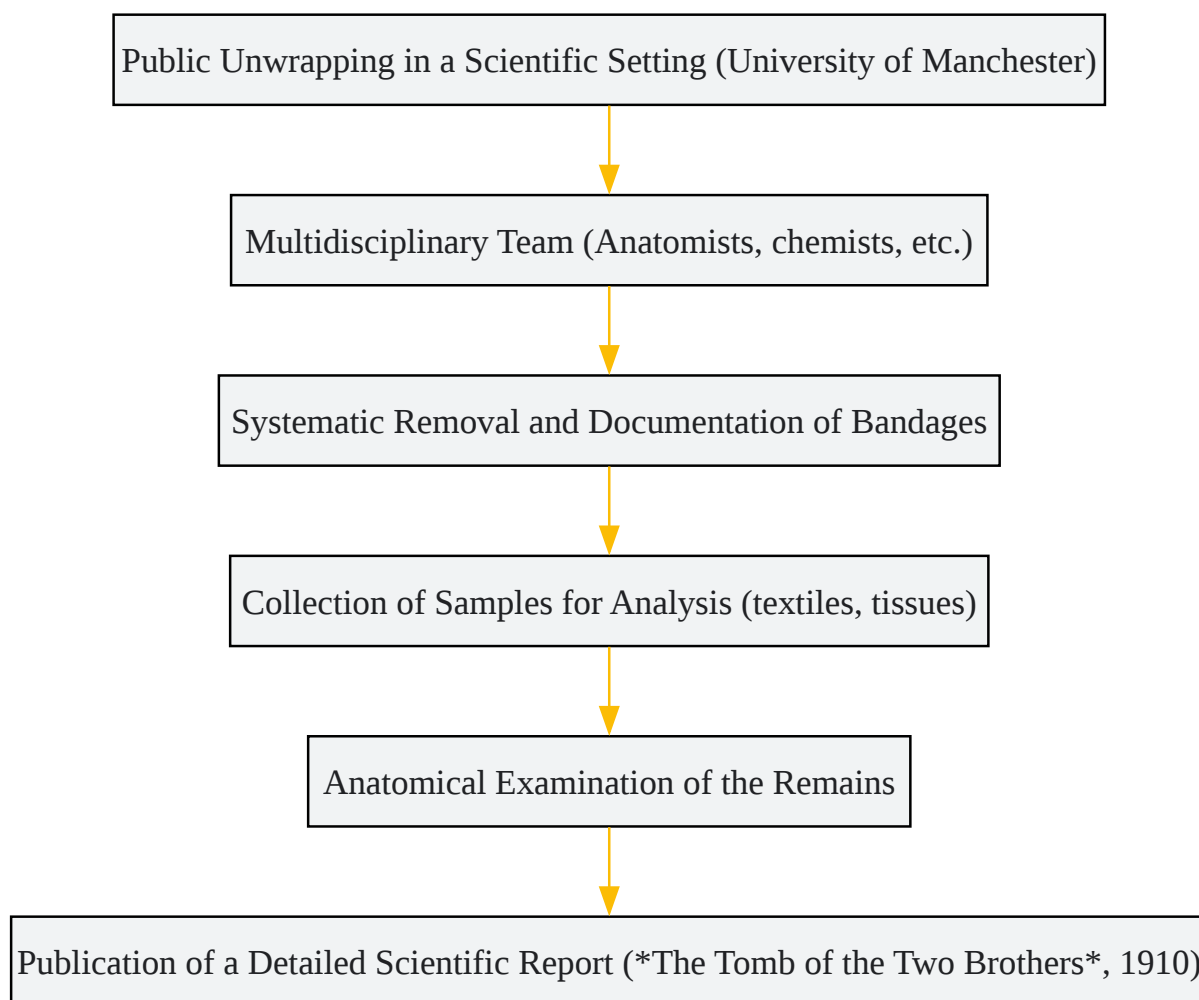 Public Unwrapping in a Scientific Setting (University of Manchester)
Multidisciplinary Team (Anatomists, chemists, etc.)
Systematic Removal and Documentation of Bandages
Collection of Samples for Analysis (textiles, tissues)
Anatomical Examination of the Remains
Publication of a Detailed Scientific Report (*The Tomb of the Two Brothers*, 1910)